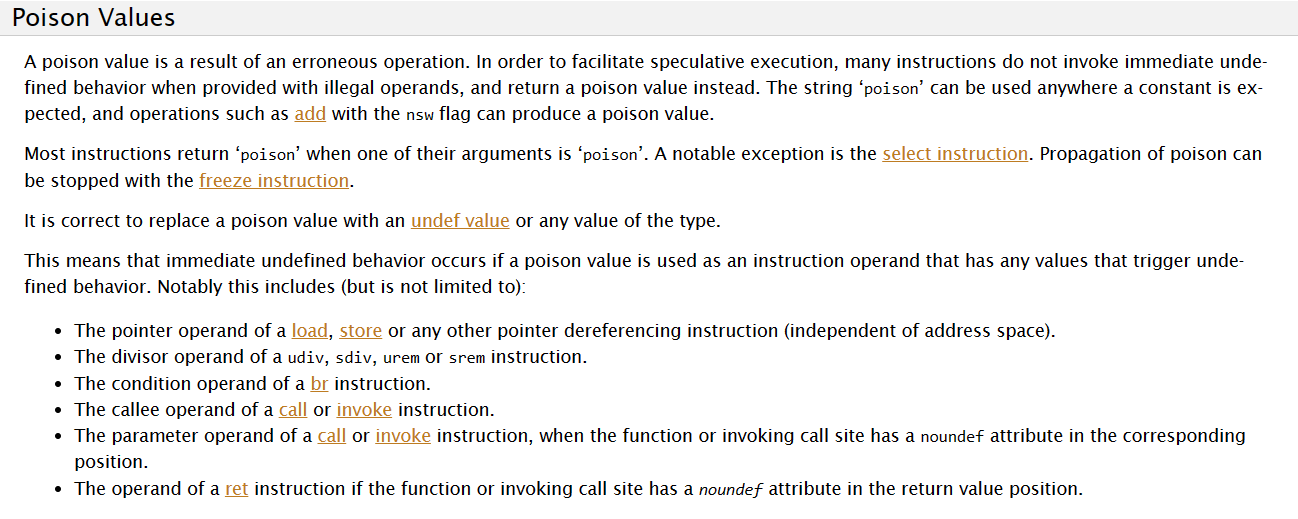 Poison Values
A poison value is a result of an erroneous operation. In order to facilitate speculative execution, many instructions do not invoke immediate unde-
fined behavior when provided with illegal operands, and return a poison value instead. The string ‘poison’ can be used anywhere a constant is ex-
pected, and operations such as add with the nsw flag can produce a poison value.
Most instructions return ‘poison’ when one of their arguments is ‘poison’. A notable exception is the select instruction. Propagation of poison can
be stopped with the freeze instruction.
It is correct to replace a poison value with an undef value or any value of the type.
This means that immediate undefined behavior occurs if a poison value is used as an instruction operand that has any values that trigger unde-
fined behavior. Notably this includes (but is not limited to):
• The pointer operand of a load, store or any other pointer dereferencing instruction (independent of address space).
• The divisor operand of a udiv, sdiv, urem or srem instruction.
• The condition operand of a br instruction.
• The callee operand of a call or invoke instruction.
• The parameter operand of a call or invoke instruction, when the function or invoking call site has a noundef attribute in the corresponding
position.
• The operand of a ret instruction if the function or invoking call site has a noundef attribute in the return value position.